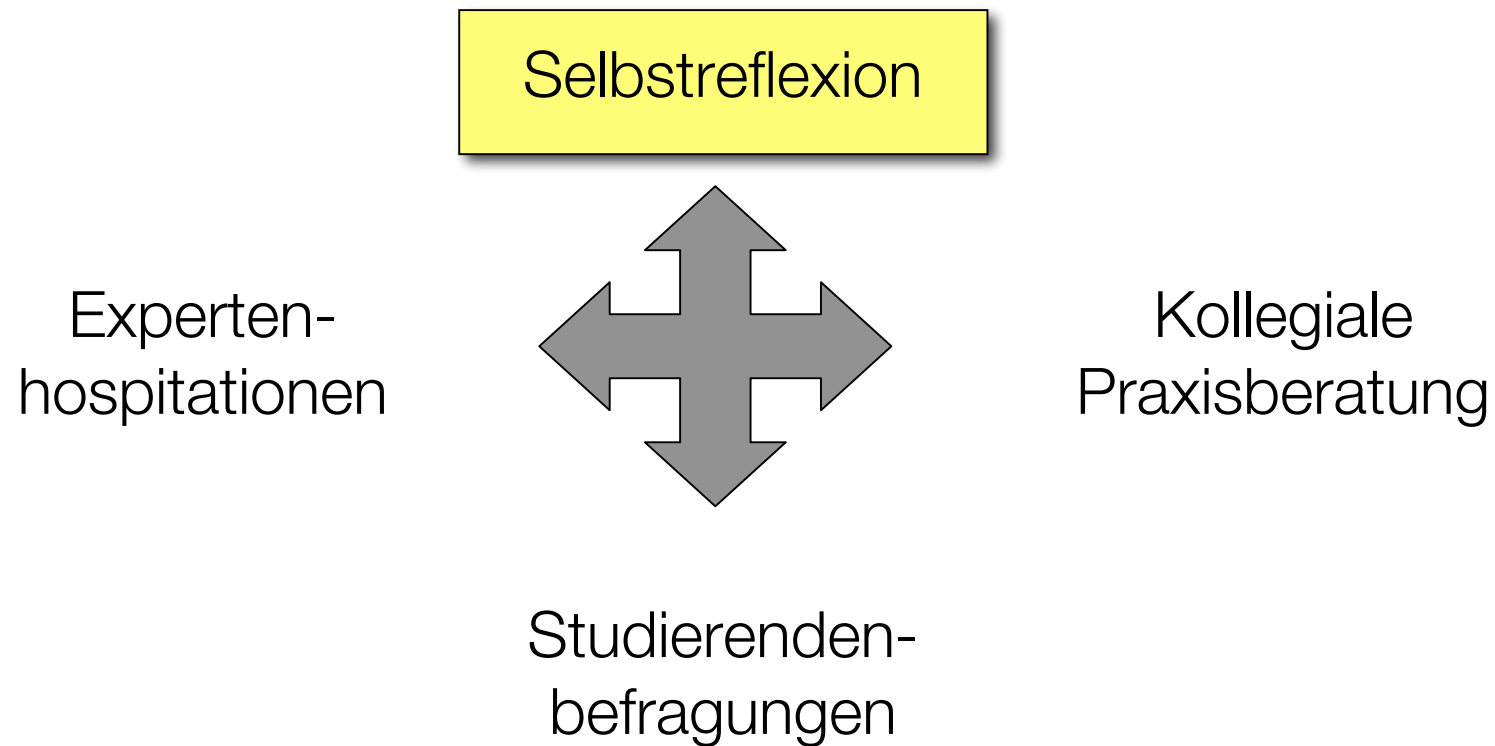 Selbstreflexion
Experten-
hospitationen
Kollegiale
Praxisberatung
Studierenden-
befragungen